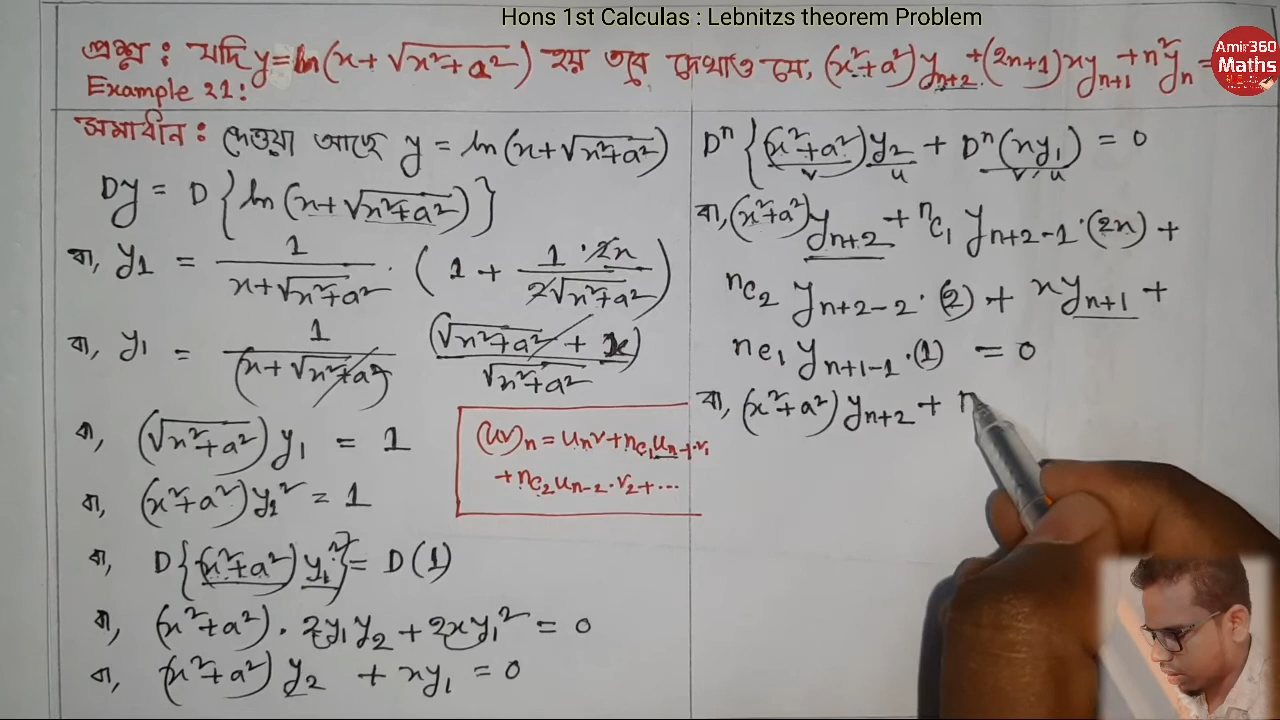 Hons 1st Calculas : Lebnitzs theorem Problem
Amir360
Maths
প্রশ্ন : যদি y = ln(x + √x²+a²) হয় তবে দেখাও যে, (x²+a²)yₙ₊₂ + (2n+1)xyₙ₊₁ + n²yₙ =
Example 21:
সমাধান : দেওয়া আছে y = ln(x+√x²+a²)
Dy = D{ln(x+√x²+a²)}
বা, y₁ = 1/(x+√x²+a²) · (1 + 1·2x/2√x²+a²)
বা, y₁ = 1/(x+√x²+a²) (√x²+a² + x)/√x²+a²
বা, (√x²+a²) y₁ = 1
বা, (x²+a²) y₁² = 1
বা, D{(x²+a²) y₁²} = D(1)
বা, (x²+a²) · 2y₁y₂ + 2xy₁² = 0
বা, (x²+a²) y₂ + xy₁ = 0
(uv)ₙ = uₙv + nc₁uₙ₋₁·v₁
+ nc₂uₙ₋₂·v₂ + ···
Dⁿ{(x²+a²)y₂ + Dⁿ(xy₁) = 0
v u v u
বা, (x²+a²)yₙ₊₂ + nc₁ yₙ₊₂₋₁·(2x) +
nc₂ yₙ₊₂₋₂·(2) + xyₙ₊₁ +
nc₁ yₙ₊₁₋₁·(1) = 0
বা, (x²+a²)yₙ₊₂ + n